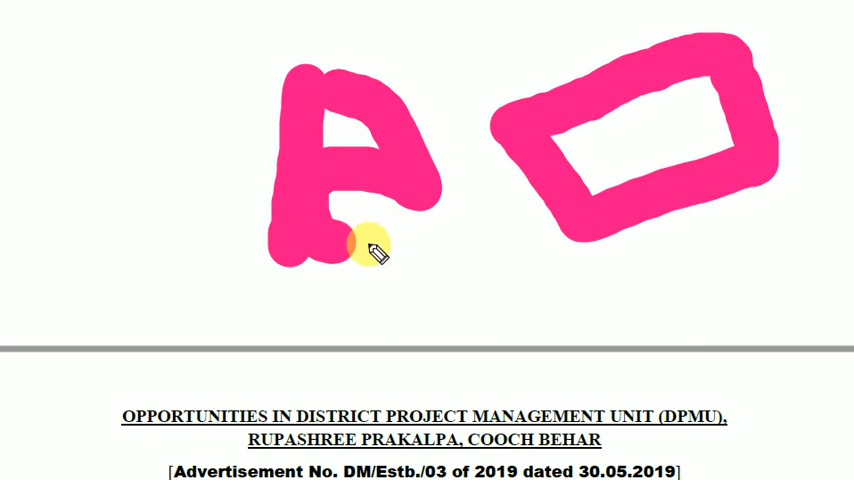 A
OPPORTUNITIES IN DISTRICT PROJECT MANAGEMENT UNIT (DPMU),
RUPASHREE PRAKALPA, COOCH BEHAR
[Advertisement No. DM/Estb./03 of 2019 dated 30.05.2019]